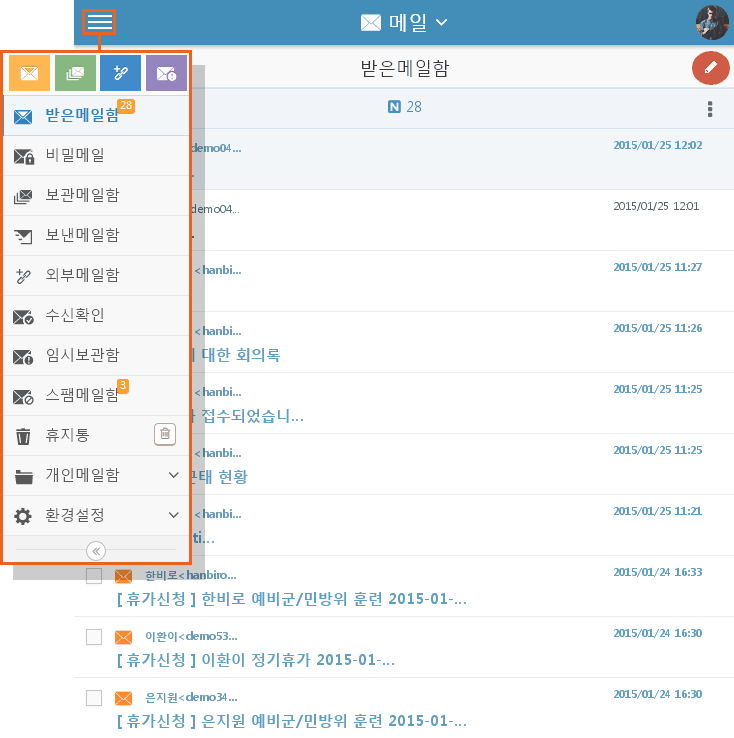 메일
받은메일함
N 28
받은메일함 28
비밀메일
보관메일함
보낸메일함
외부메일함
수신확인
임시보관함
스팸메일함 3
휴지통
개인메일함
환경설정
demo04... 2015/01/25 12:02
demo04... 2015/01/25 12:01
<hanbi... 2015/01/25 11:27
<hanbi... 2015/01/25 11:26
대한 회의록
<hanbi... 2015/01/25 11:25
접수되었습니...
<hanbi... 2015/01/25 11:25
현황
<hanbi... 2015/01/25 11:21
ti...
한비로<hanbiro... 2015/01/24 16:33
[ 휴가신청 ] 한비로 예비군/민방위 훈련 2015-01-...
이환이<demo53... 2015/01/24 16:30
[ 휴가신청 ] 이환이 정기휴가 2015-01-...
은지원<demo34... 2015/01/24 16:30
[ 휴가신청 ] 은지원 예비군/민방위 훈련 2015-01-...